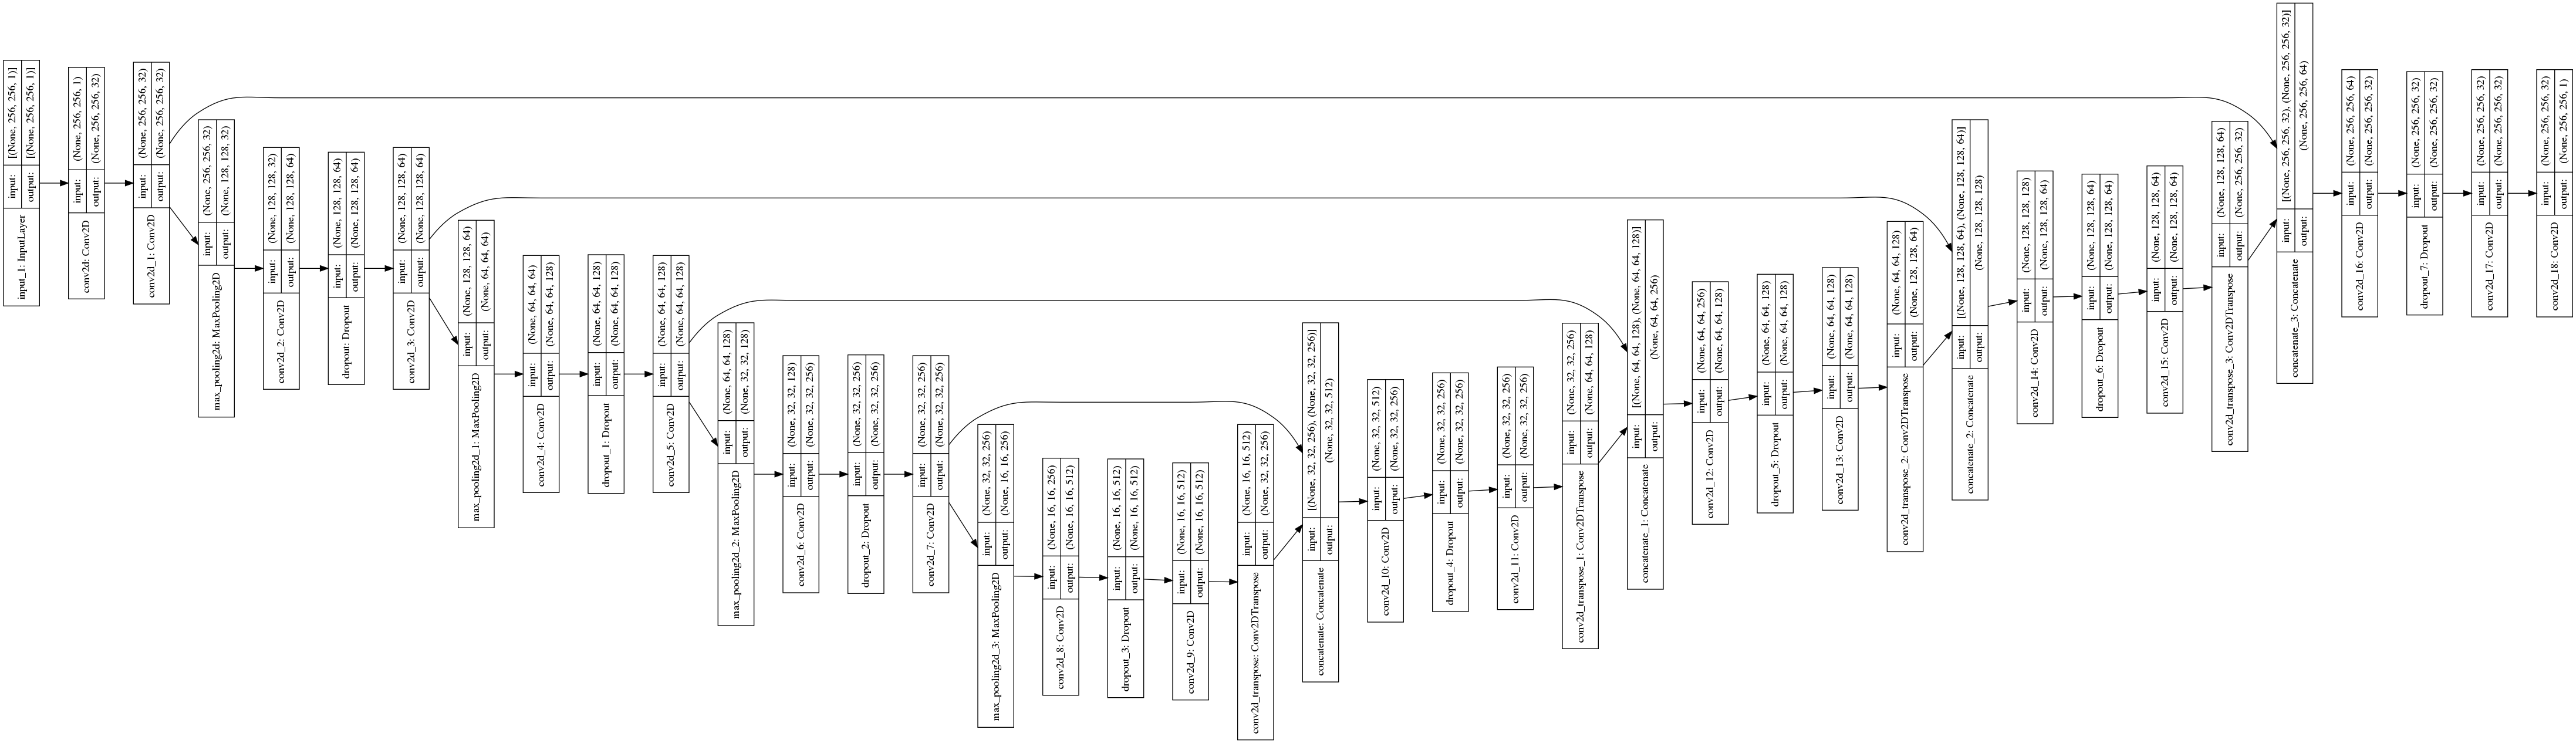 input_1: InputLayer
input: [(None, 256, 256, 1)]
output: [(None, 256, 256, 1)]
conv2d: Conv2D
input: (None, 256, 256, 1)
output: (None, 256, 256, 32)
conv2d_1: Conv2D
input: (None, 256, 256, 32)
output: (None, 256, 256, 32)
max_pooling2d: MaxPooling2D
input: (None, 256, 256, 32)
output: (None, 128, 128, 32)
conv2d_2: Conv2D
input: (None, 128, 128, 32)
output: (None, 128, 128, 64)
dropout: Dropout
input: (None, 128, 128, 64)
output: (None, 128, 128, 64)
conv2d_3: Conv2D
input: (None, 128, 128, 64)
output: (None, 128, 128, 64)
max_pooling2d_1: MaxPooling2D
input: (None, 128, 128, 64)
output: (None, 64, 64, 64)
conv2d_4: Conv2D
input: (None, 64, 64, 64)
output: (None, 64, 64, 128)
dropout_1: Dropout
input: (None, 64, 64, 128)
output: (None, 64, 64, 128)
conv2d_5: Conv2D
input: (None, 64, 64, 128)
output: (None, 64, 64, 128)
max_pooling2d_2: MaxPooling2D
input: (None, 64, 64, 128)
output: (None, 32, 32, 128)
conv2d_6: Conv2D
input: (None, 32, 32, 128)
output: (None, 32, 32, 256)
dropout_2: Dropout
input: (None, 32, 32, 256)
output: (None, 32, 32, 256)
conv2d_7: Conv2D
input: (None, 32, 32, 256)
output: (None, 32, 32, 256)
max_pooling2d_3: MaxPooling2D
input: (None, 32, 32, 256)
output: (None, 16, 16, 256)
conv2d_8: Conv2D
input: (None, 16, 16, 256)
output: (None, 16, 16, 512)
dropout_3: Dropout
input: (None, 16, 16, 512)
output: (None, 16, 16, 512)
conv2d_9: Conv2D
input: (None, 16, 16, 512)
output: (None, 16, 16, 512)
conv2d_transpose: Conv2DTranspose
input: (None, 16, 16, 512)
output: (None, 32, 32, 256)
concatenate: Concatenate
input: [(None, 32, 32, 256), (None, 32, 32, 256)]
output: (None, 32, 32, 512)
conv2d_10: Conv2D
input: (None, 32, 32, 512)
output: (None, 32, 32, 256)
dropout_4: Dropout
input: (None, 32, 32, 256)
output: (None, 32, 32, 256)
conv2d_11: Conv2D
input: (None, 32, 32, 256)
output: (None, 32, 32, 256)
conv2d_transpose_1: Conv2DTranspose
input: (None, 32, 32, 256)
output: (None, 64, 64, 128)
concatenate_1: Concatenate
input: [(None, 64, 64, 128), (None, 64, 64, 128)]
output: (None, 64, 64, 256)
conv2d_12: Conv2D
input: (None, 64, 64, 256)
output: (None, 64, 64, 128)
dropout_5: Dropout
input: (None, 64, 64, 128)
output: (None, 64, 64, 128)
conv2d_13: Conv2D
input: (None, 64, 64, 128)
output: (None, 64, 64, 128)
conv2d_transpose_2: Conv2DTranspose
input: (None, 64, 64, 128)
output: (None, 128, 128, 64)
concatenate_2: Concatenate
input: [(None, 128, 128, 64), (None, 128, 128, 64)]
output: (None, 128, 128, 128)
conv2d_14: Conv2D
input: (None, 128, 128, 128)
output: (None, 128, 128, 64)
dropout_6: Dropout
input: (None, 128, 128, 64)
output: (None, 128, 128, 64)
conv2d_15: Conv2D
input: (None, 128, 128, 64)
output: (None, 128, 128, 64)
conv2d_transpose_3: Conv2DTranspose
input: (None, 128, 128, 64)
output: (None, 256, 256, 32)
concatenate_3: Concatenate
input: [(None, 256, 256, 32), (None, 256, 256, 32)]
output: (None, 256, 256, 64)
conv2d_16: Conv2D
input: (None, 256, 256, 64)
output: (None, 256, 256, 32)
dropout_7: Dropout
input: (None, 256, 256, 32)
output: (None, 256, 256, 32)
conv2d_17: Conv2D
input: (None, 256, 256, 32)
output: (None, 256, 256, 32)
conv2d_18: Conv2D
input: (None, 256, 256, 32)
output: (None, 256, 256, 1)